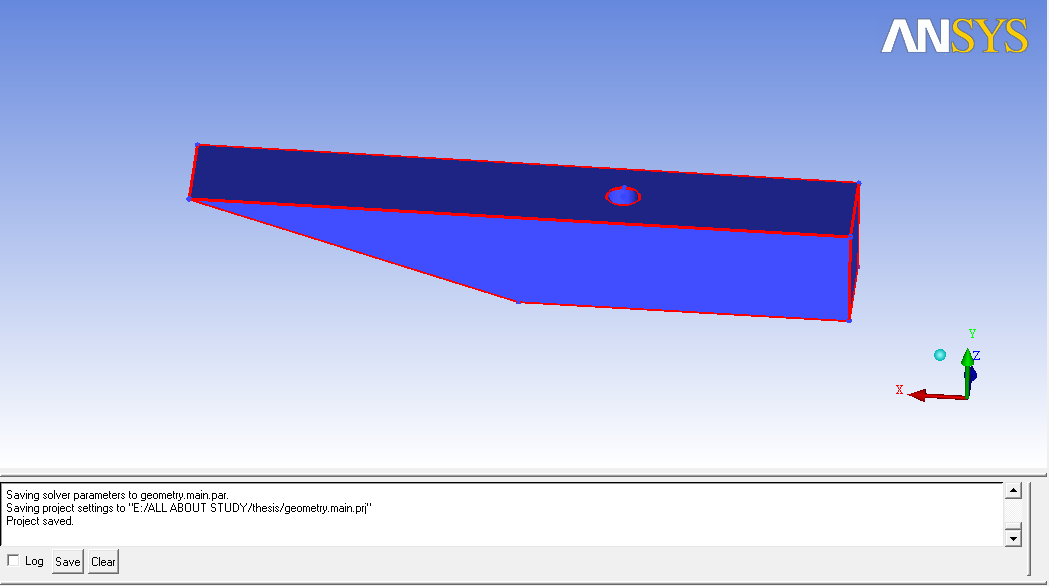 ANSYS
Y
Z
X
Saving solver parameters to geometry.main.par.
Saving project settings to "E:/ALL ABOUT STUDY/thesis/geometry.main.prj"
Project saved.
Log Save Clear